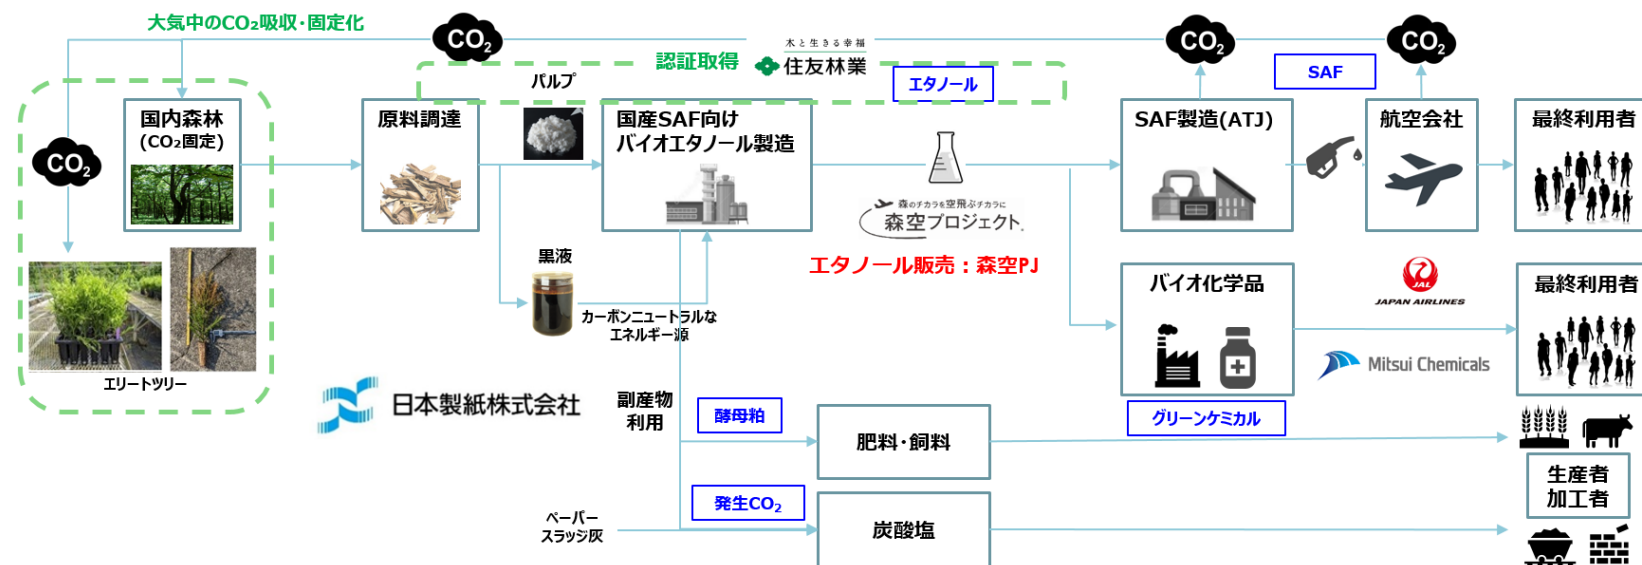 大気中のCO₂吸収・固定化
CO₂
CO₂
CO₂
木と生きる幸福
住友林業
認証取得
エタノール
SAF
パルプ
国内森林
(CO₂固定)
原料調達
国産SAF向け
バイオエタノール製造
SAF製造(ATJ)
航空会社
最終利用者
CO₂
森のチカラを空飛ぶチカラに
森空プロジェクト.
エタノール販売：森空PJ
黒液
カーボンニュートラルな
エネルギー源
バイオ化学品
JAL
JAPAN AIRLINES
最終利用者
Mitsui Chemicals
エリートツリー
日本製紙株式会社
副産物
利用
酵母粕
肥料・飼料
グリーンケミカル
発生CO₂
炭酸塩
生産者
加工者
ペーパー
スラッジ灰